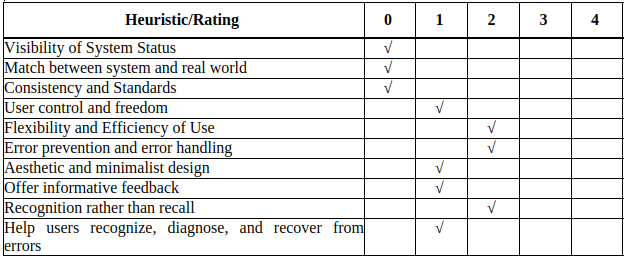 Heuristic/Rating 0 1 2 3 4
Visibility of System Status √
Match between system and real world √
Consistency and Standards √
User control and freedom √
Flexibility and Efficiency of Use √
Error prevention and error handling √
Aesthetic and minimalist design √
Offer informative feedback √
Recognition rather than recall √
Help users recognize, diagnose, and recover from √
errors